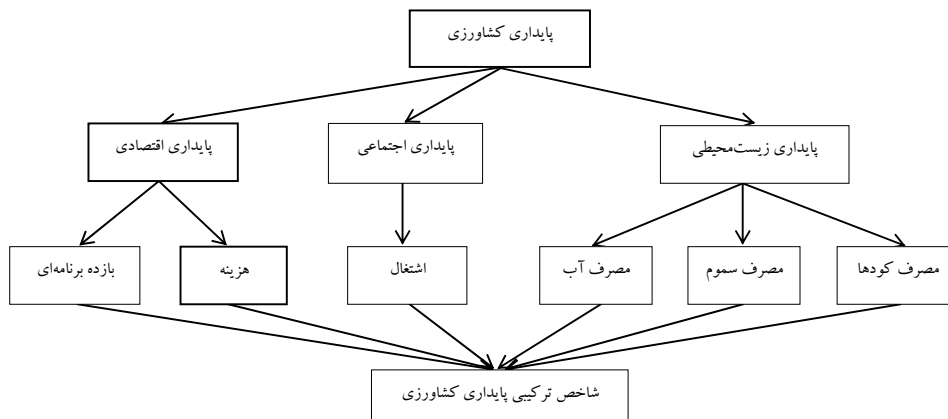 پایداری کشاورزی
پایداری زیست‌محیطی
پایداری اجتماعی
پایداری اقتصادی
مصرف کودها
مصرف سموم
مصرف آب
اشتغال
هزینه
بازده برنامه‌ای
شاخص ترکیبی پایداری کشاورزی